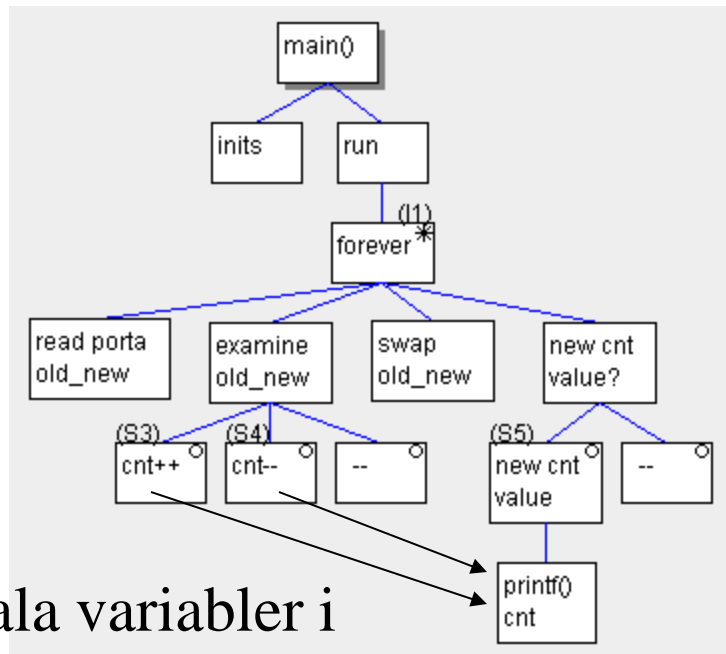 main()
inits
run
(I1)
forever *
read porta
old_new
examine
old_new
swap
old_new
new cnt
value?
(S3)
cnt++
(S4)
cnt--
--
(S5)
new cnt
value
--
printf()
cnt
ala variabler i